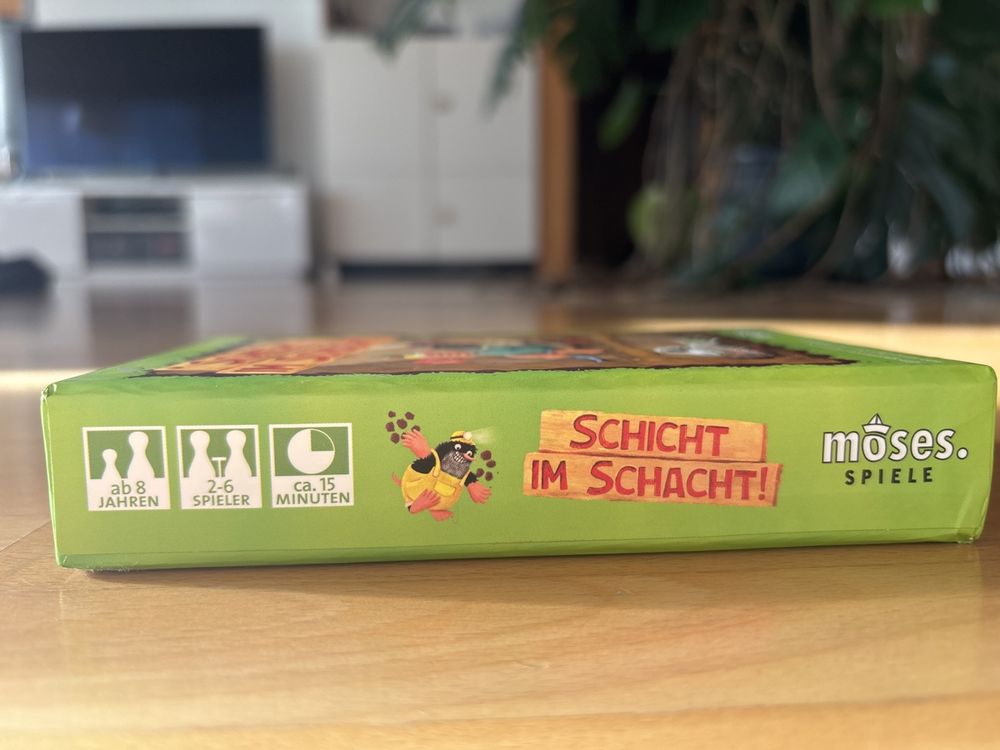 ab 8
JAHREN
2-6
SPIELER
ca. 15
MINUTEN
SCHICHT
IM SCHACHT!
moses.
SPIELE